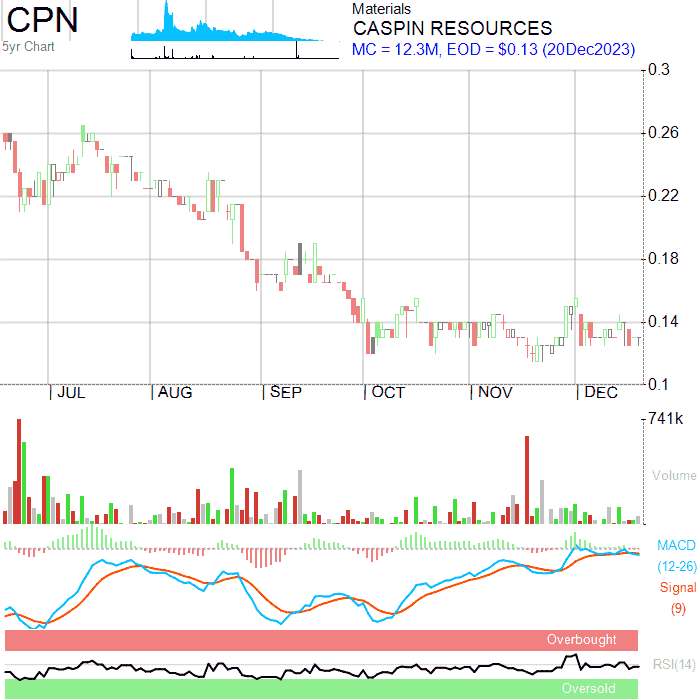 CPN
5yr Chart
Materials
CASPIN RESOURCES
MC = 12.3M, EOD = $0.13 (20Dec2023)
0.3
0.26
0.22
0.18
0.14
0.1
JUL
AUG
SEP
OCT
NOV
DEC
741k
Volume
MACD
(12-26)
Signal
(9)
Overbought
RSI(14)
Oversold